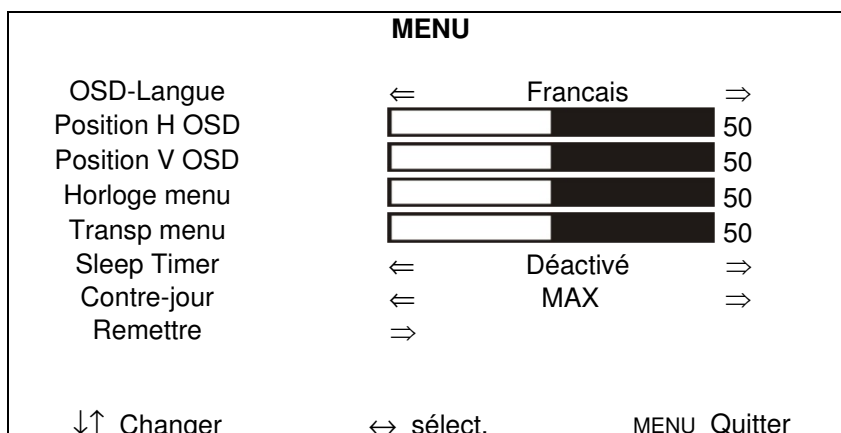 MENU
OSD-Langue ⇐ Francais ⇒
Position H OSD 50
Position V OSD 50
Horloge menu 50
Transp menu 50
Sleep Timer ⇐ Déactivé ⇒
Contre-jour ⇐ MAX ⇒
Remettre ⇒
↓↑ Changer ↔ sélect. MENU Quitter